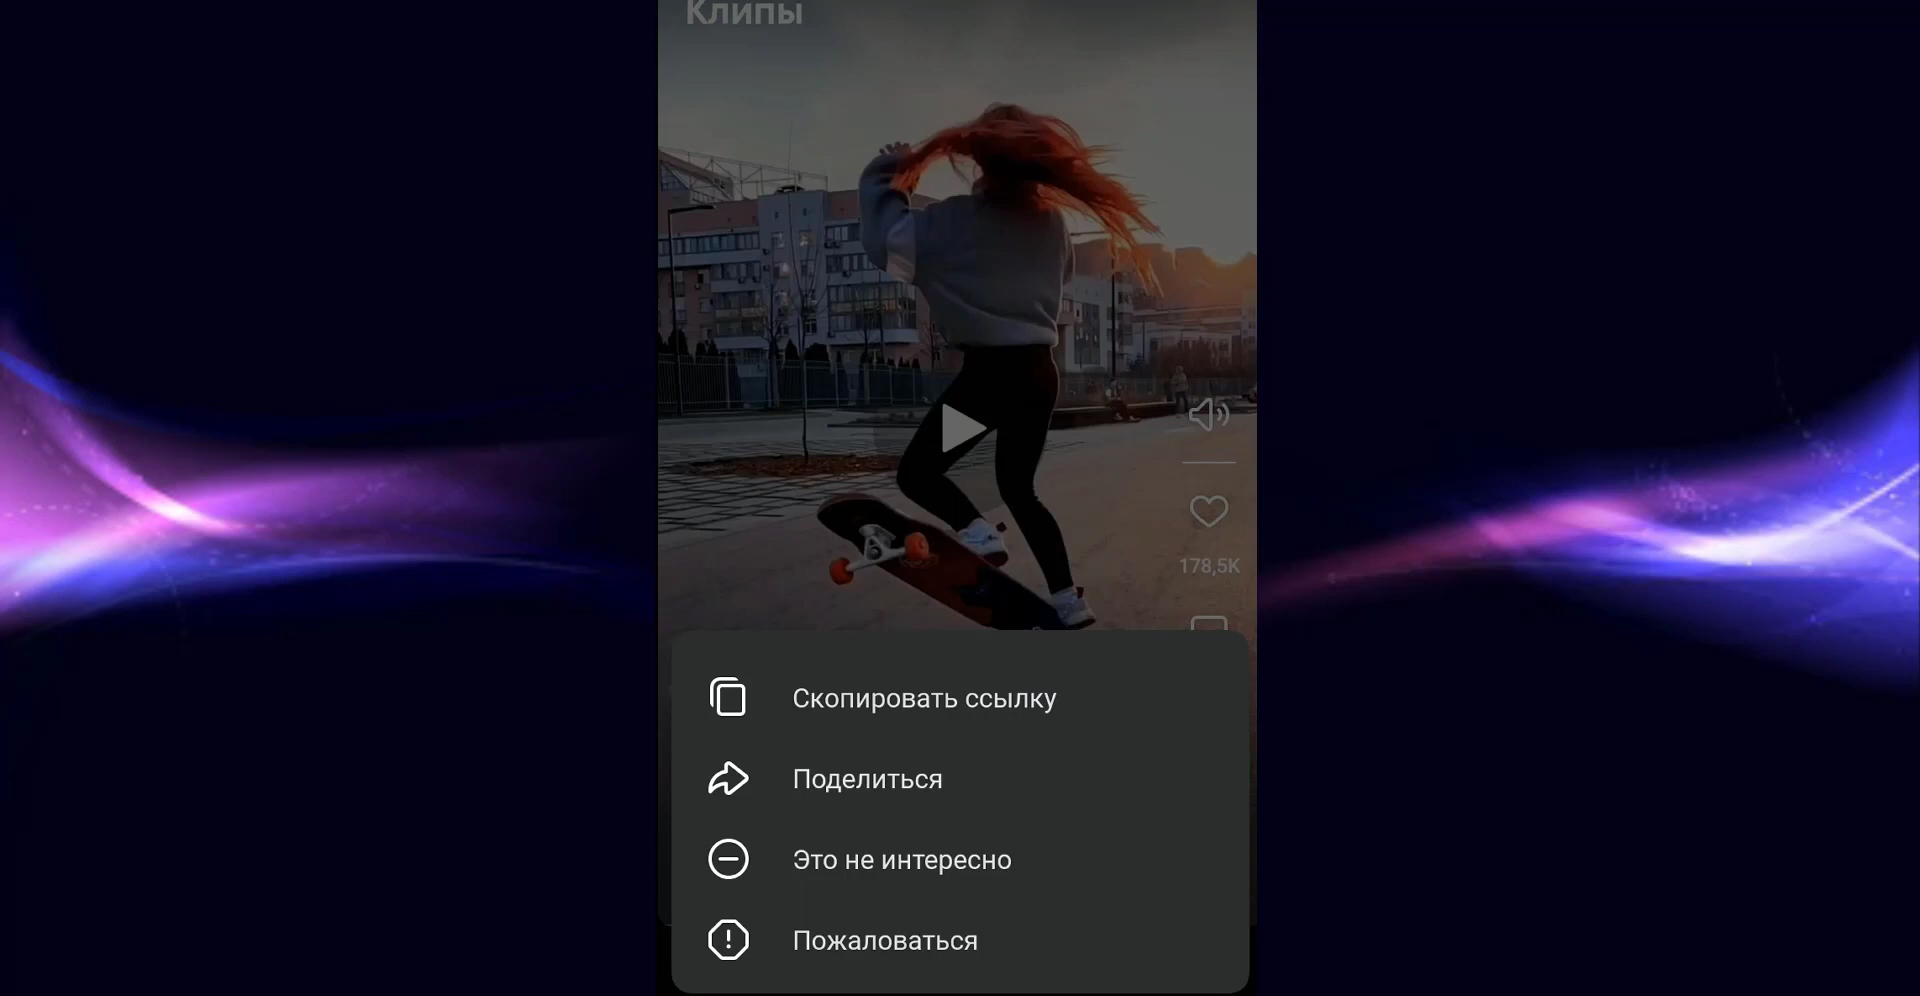 Клипы
178,5K
Скопировать ссылку
Поделиться
Это не интересно
Пожаловаться